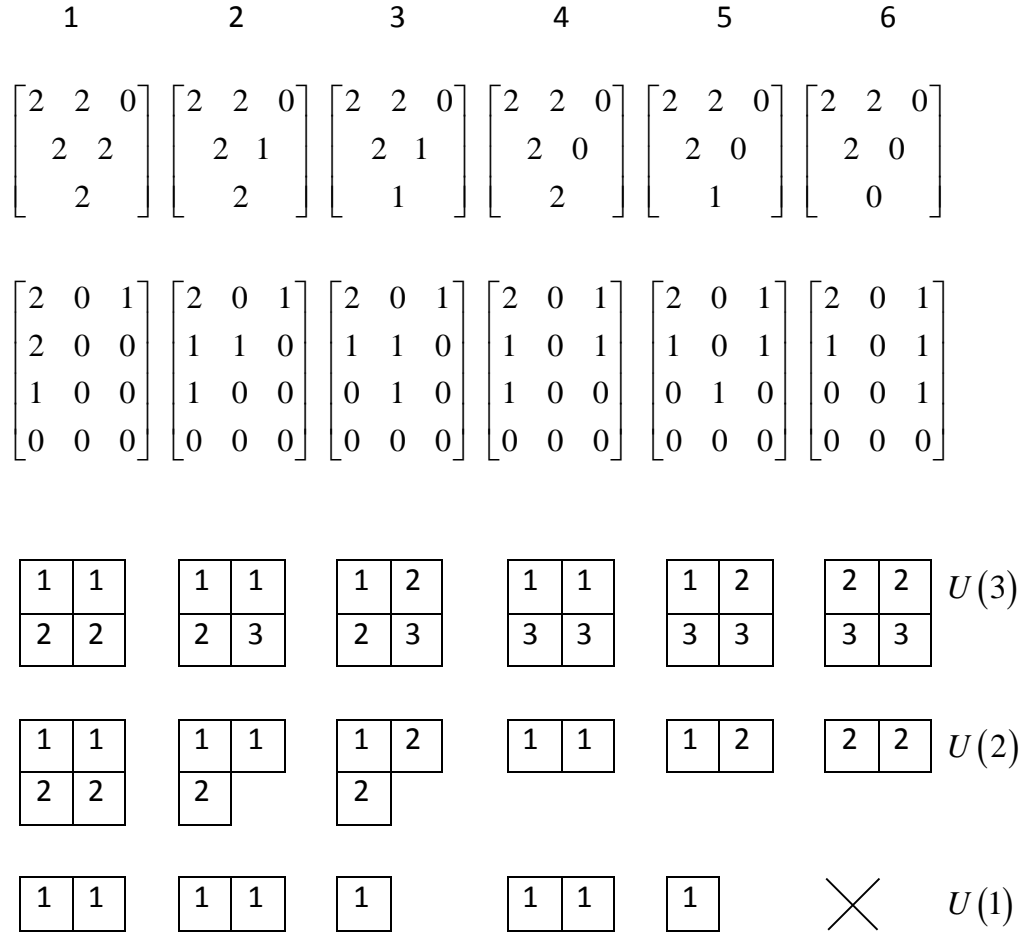 1 2 3 4 5 6
2 2 0 2 2 0 2 2 0 2 2 0 2 2 0 2 2 0
2 2 2 1 2 1 2 0 2 0 2 0
2 2 1 2 1 0
2 0 1 2 0 1 2 0 1 2 0 1 2 0 1 2 0 1
2 0 0 1 1 0 1 1 0 1 0 1 1 0 1 1 0 1
1 0 0 1 0 0 0 1 0 1 0 0 0 1 0 0 0 1
0 0 0 0 0 0 0 0 0 0 0 0 0 0 0 0 0 0
1 1 1 1 1 2 1 1 1 2 2 2 U(3)
2 2 2 3 2 3 3 3 3 3 3 3
1 1 1 1 1 2 1 1 1 2 2 2 U(2)
2 2 2 2
1 1 1 1 1 1 1 1 U(1)